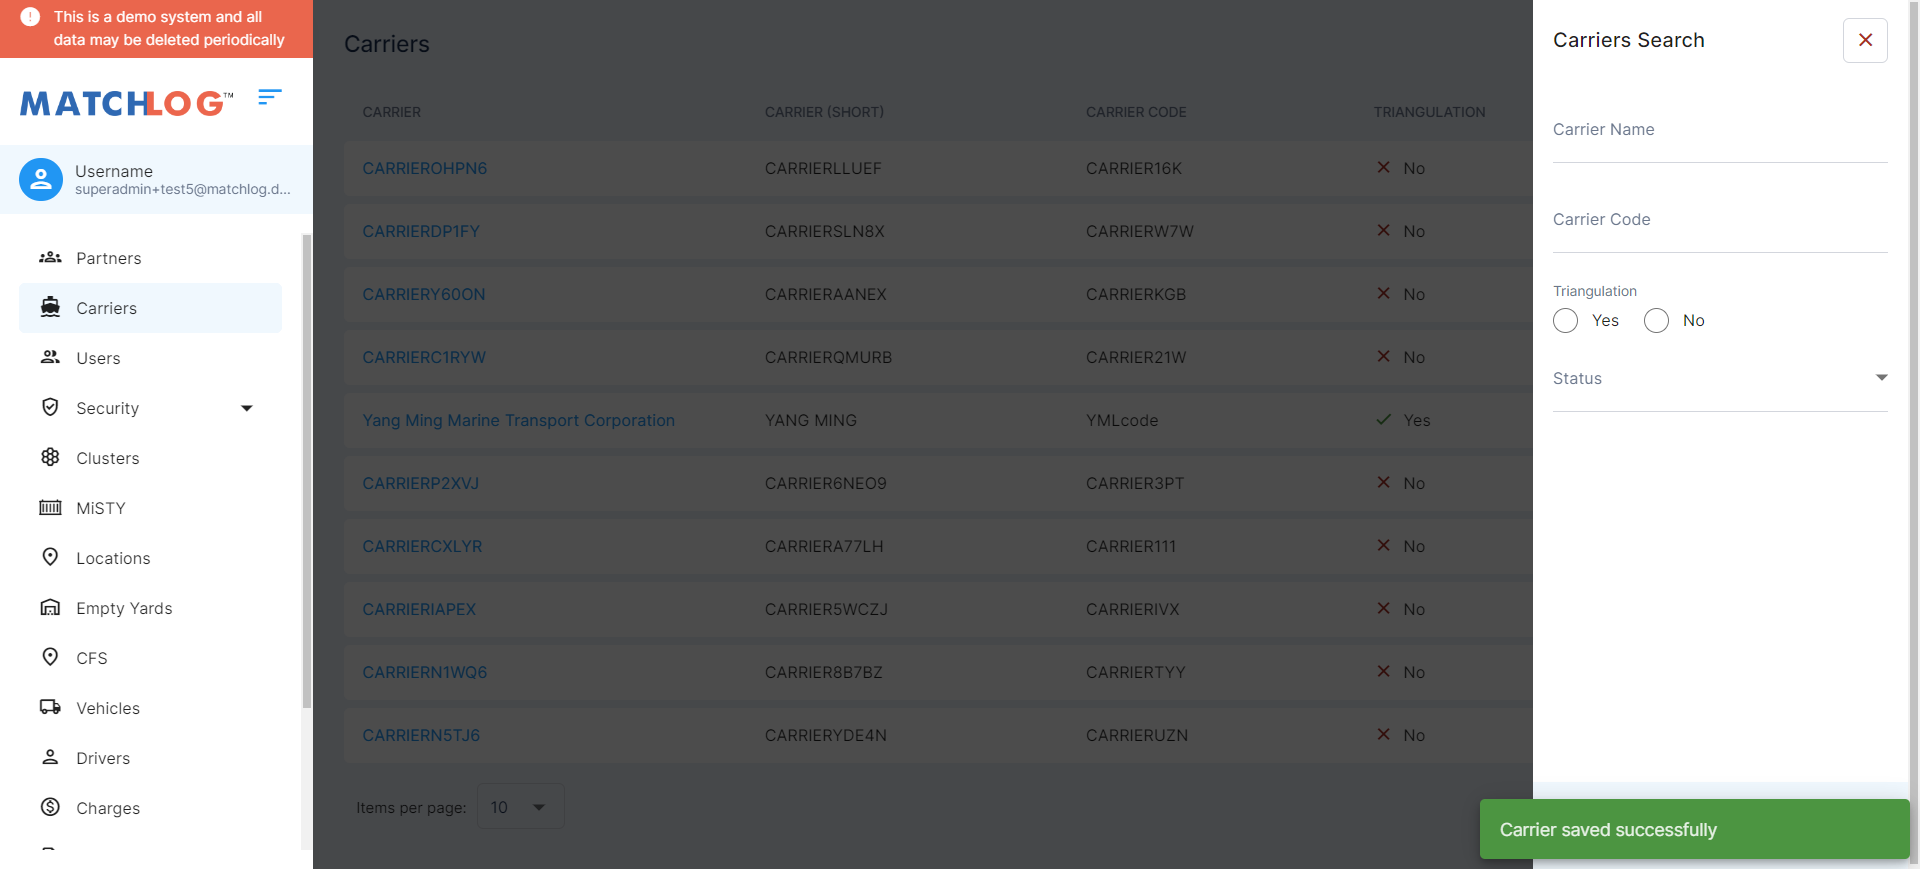 This is a demo system and all
data may be deleted periodically
MATCHLOG™
Username
superadmin+test5@matchlog.d...
Partners
Carriers
Users
Security
Clusters
MiSTY
Locations
Empty Yards
CFS
Vehicles
Drivers
Charges
Carriers
CARRIER CARRIER (SHORT) CARRIER CODE TRIANGULATION
CARRIEROHPN6 CARRIERLLUEF CARRIER16K No
CARRIERDP1FY CARRIERSLN8X CARRIERW7W No
CARRIERY60ON CARRIERAANEX CARRIERKGB No
CARRIERC1RYW CARRIERQMURB CARRIER21W No
Yang Ming Marine Transport Corporation YANG MING YMLcode Yes
CARRIERP2XVJ CARRIER6NEO9 CARRIER3PT No
CARRIERCXLYR CARRIERA77LH CARRIER111 No
CARRIERIAPEX CARRIER5WCZJ CARRIERIVX No
CARRIERN1WQ6 CARRIER8B7BZ CARRIERTYY No
CARRIERN5TJ6 CARRIERYDE4N CARRIERUZN No
Items per page: 10
Carriers Search
Carrier Name
Carrier Code
Triangulation
Yes No
Status
Carrier saved successfully